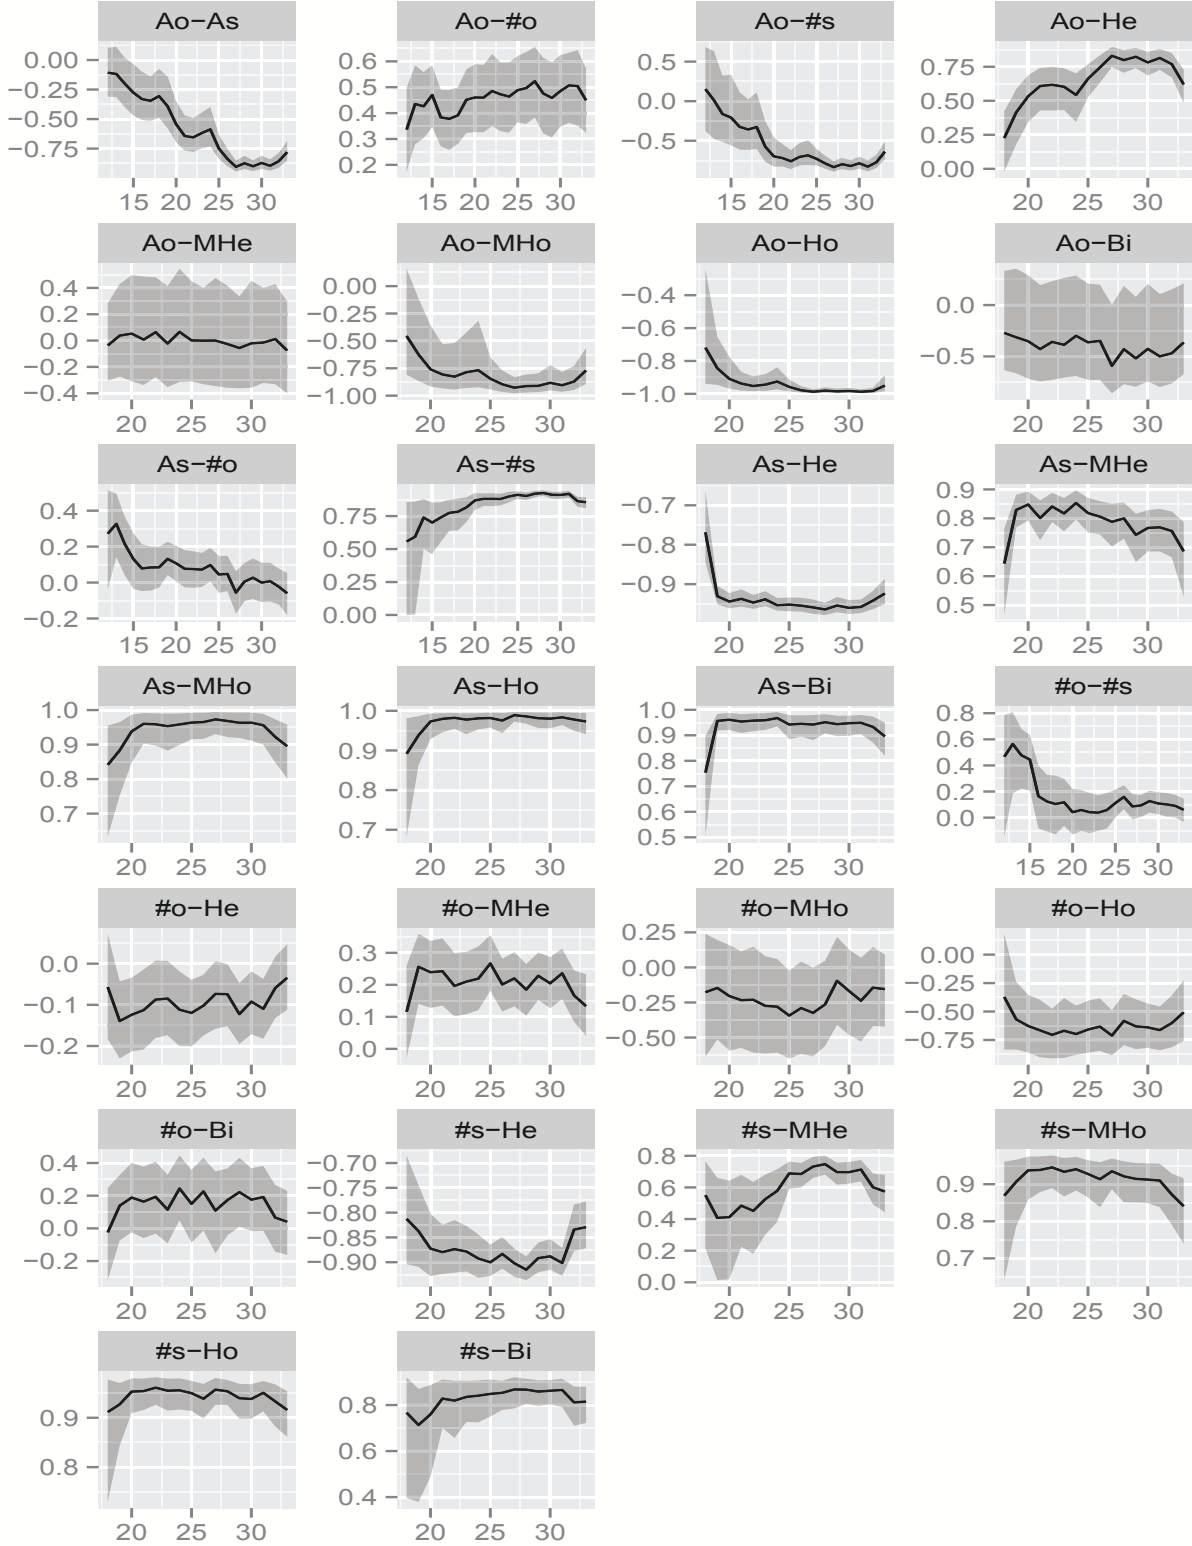 Ao−As Ao−#o Ao−#s Ao−He
0.00 −0.25 −0.50 −0.75 0.6 0.5 0.4 0.3 0.2 0.5 0.0 −0.5 0.75 0.50 0.25 0.00
15 20 25 30 15 20 25 30 15 20 25 30 20 25 30
Ao−MHe Ao−MHo Ao−Ho Ao−Bi
0.4 0.2 0.0 −0.2 −0.4 0.00 −0.25 −0.50 −0.75 −1.00 −0.4 −0.6 −0.8 −1.0 0.0 −0.5
20 25 30 20 25 30 20 25 30 20 25 30
As−#o As−#s As−He As−MHe
0.4 0.2 0.0 −0.2 0.75 0.50 0.25 0.00 −0.7 −0.8 −0.9 0.9 0.8 0.7 0.6 0.5
15 20 25 30 15 20 25 30 20 25 30 20 25 30
As−MHo As−Ho As−Bi #o−#s
1.0 0.9 0.8 0.7 1.0 0.9 0.8 0.7 1.0 0.9 0.8 0.7 0.6 0.5 0.8 0.6 0.4 0.2 0.0
20 25 30 20 25 30 20 25 30 15 20 25 30
#o−He #o−MHe #o−MHo #o−Ho
0.0 −0.1 −0.2 0.3 0.2 0.1 0.0 0.25 0.00 −0.25 −0.50 0.00 −0.25 −0.50 −0.75
20 25 30 20 25 30 20 25 30 20 25 30
#o−Bi #s−He #s−MHe #s−MHo
0.4 0.2 0.0 −0.2 −0.70 −0.75 −0.80 −0.85 −0.90 0.8 0.6 0.4 0.2 0.0 0.9 0.8 0.7
20 25 30 20 25 30 20 25 30 20 25 30
#s−Ho #s−Bi
0.9 0.8 0.8 0.6 0.4
20 25 30 20 25 30